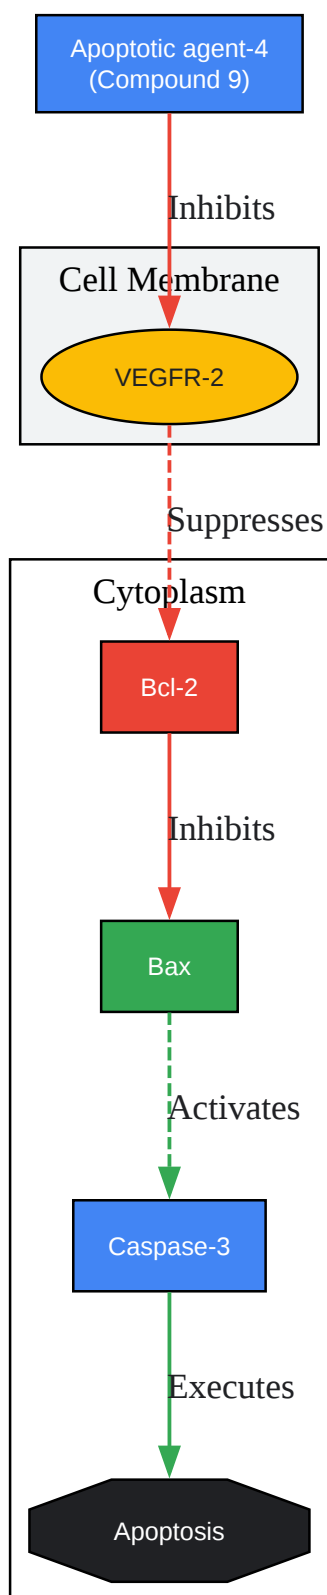 Apoptotic agent-4
(Compound 9)
Inhibits
Cell Membrane
VEGFR-2
Suppresses
Cytoplasm
Bcl-2
Inhibits
Bax
Activates
Caspase-3
Executes
Apoptosis